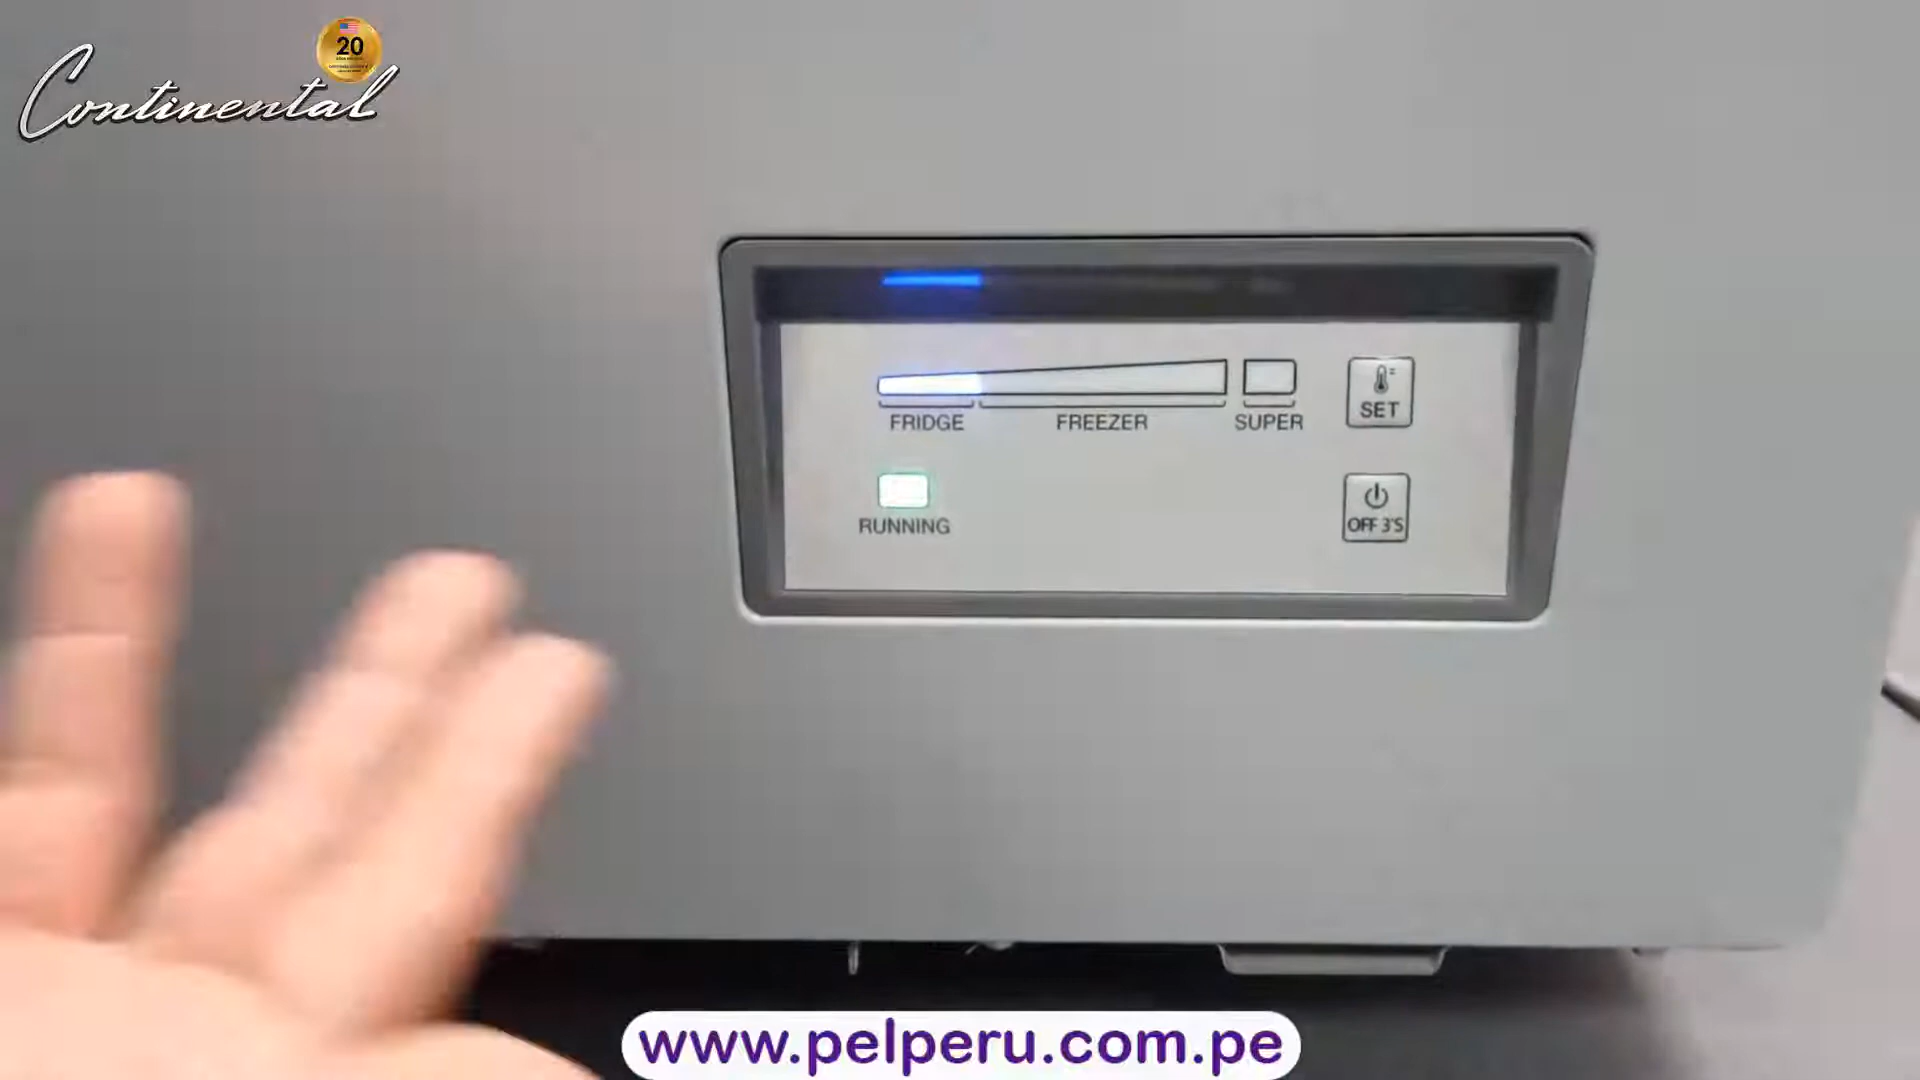 Continental
20
FRIDGE
FREEZER
SUPER
SET
RUNNING
OFF 3'S
www.pelperu.com.pe